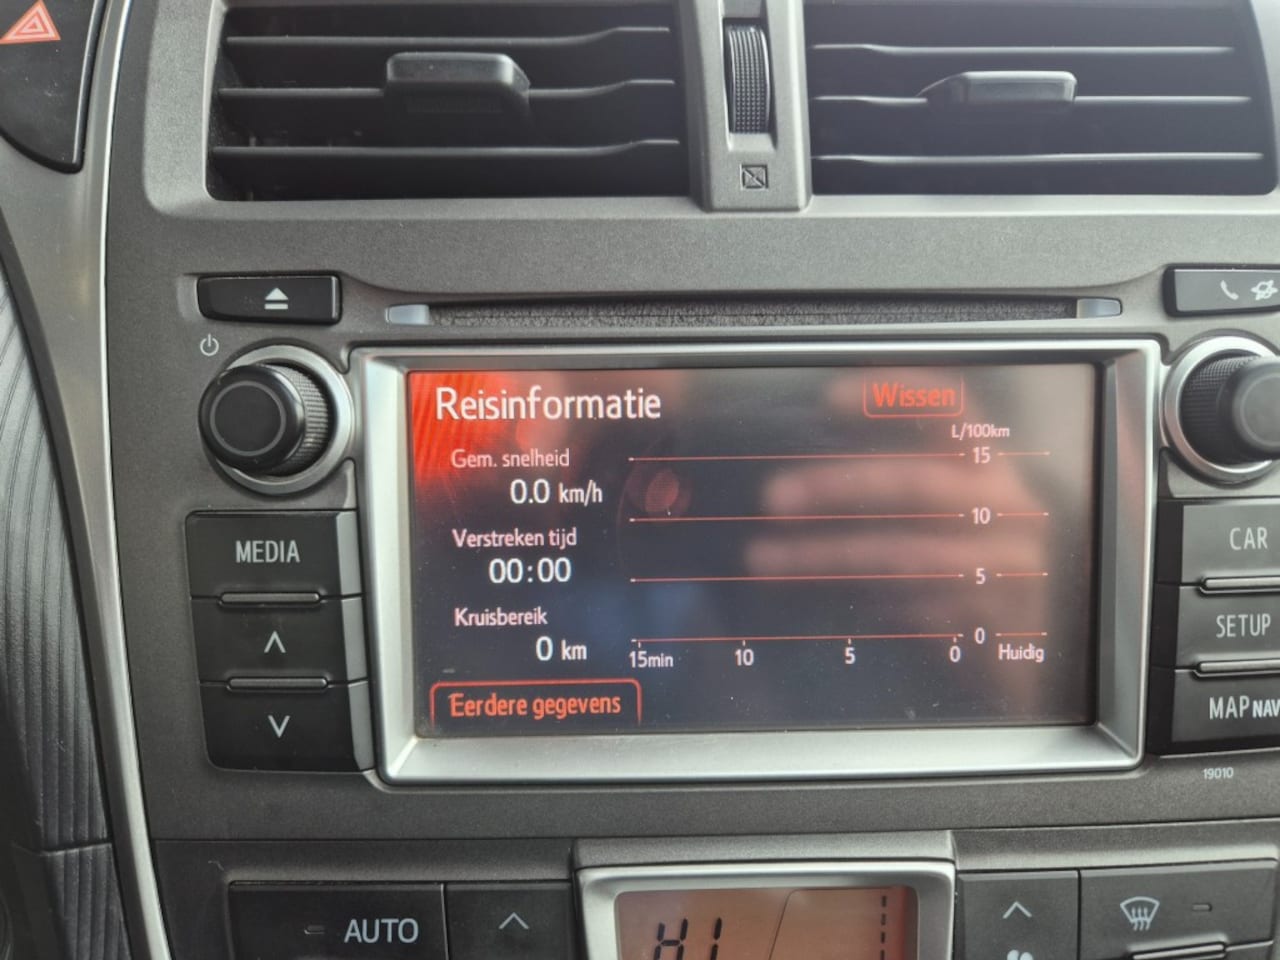 Reisinformatie
Wissen
L/100km
Gem. snelheid
15
0.0 km/h
10
Verstreken tijd
00:00
5
Kruisbereik
0
0 km
15min 10 5 0 Huidig
Eerdere gegevens
MEDIA
CAR
SETUP
MAP NAV
19010
AUTO
HI